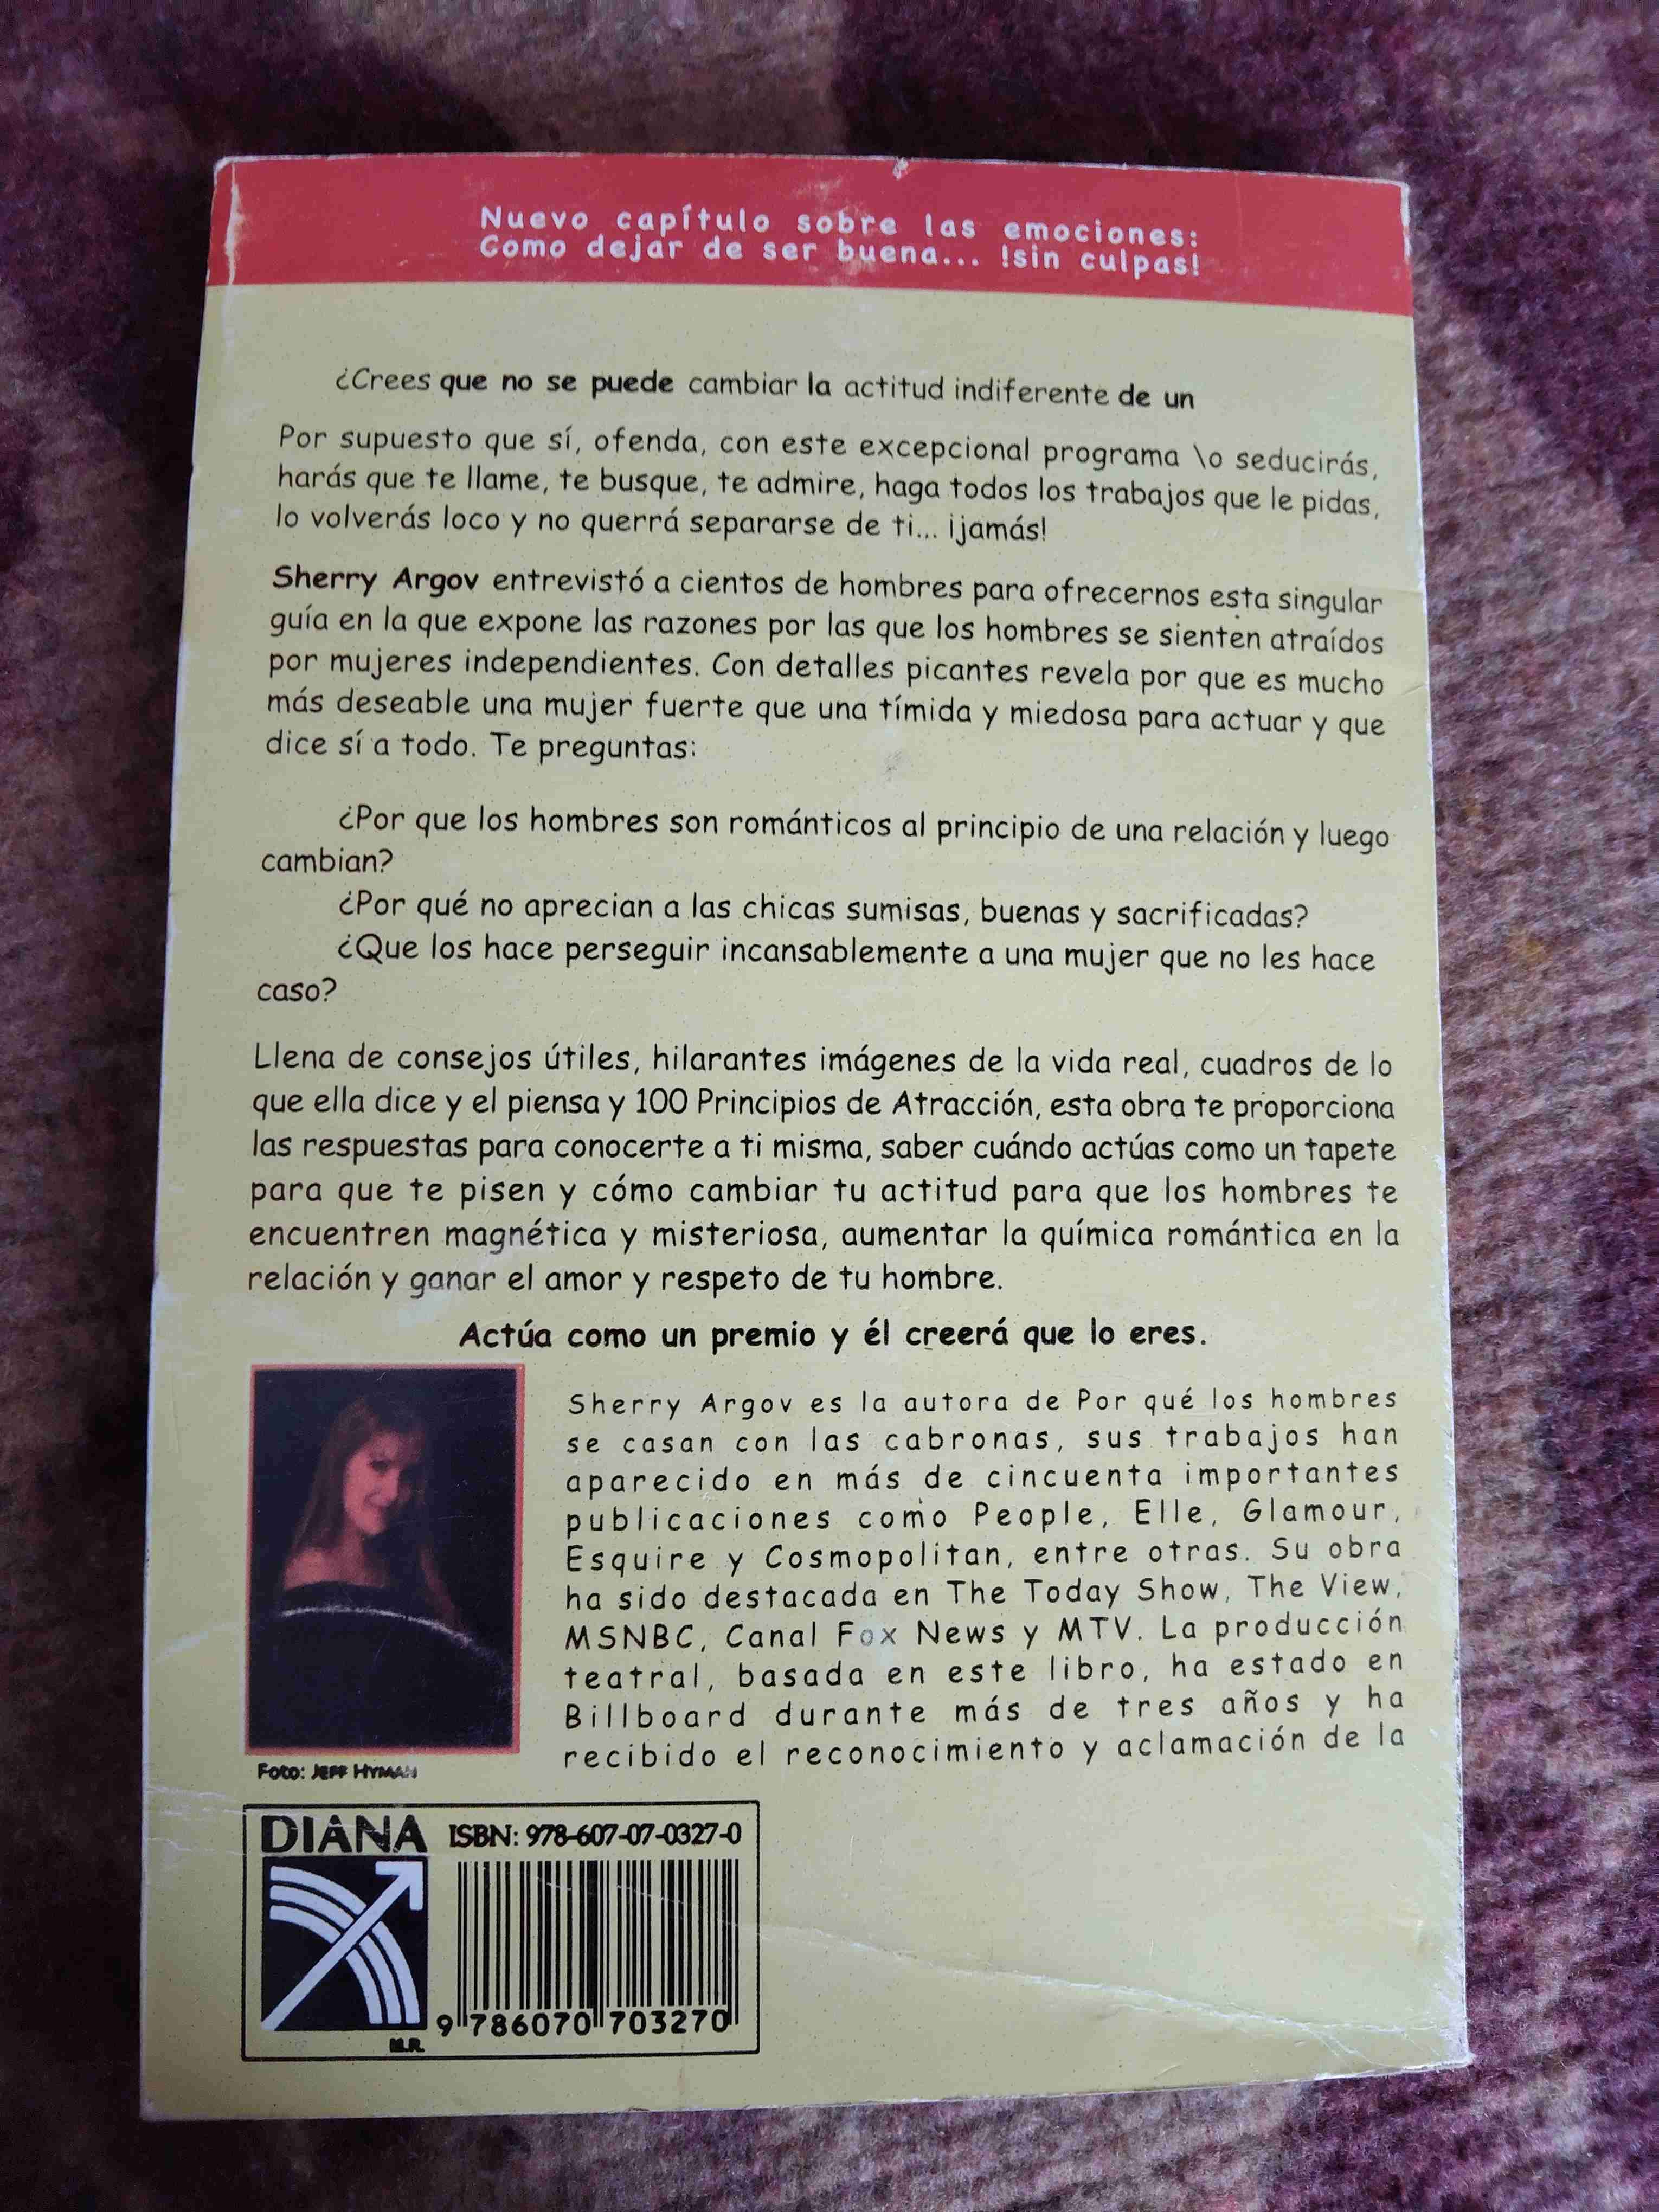 Nuevo capítulo sobre las emociones:
Como dejar de ser buena... !sin culpas!
¿Crees que no se puede cambiar la actitud indiferente de un
Por supuesto que sí, ofenda, con este excepcional programa \o seducirás,
harás que te llame, te busque, te admire, haga todos los trabajos que le pidas,
lo volverás loco y no querrá separarse de ti... ¡jamás!
Sherry Argov entrevistó a cientos de hombres para ofrecernos esta singular
guía en la que expone las razones por las que los hombres se sienten atraídos
por mujeres independientes. Con detalles picantes revela por que es mucho
más deseable una mujer fuerte que una tímida y miedosa para actuar y que
dice sí a todo. Te preguntas:
¿Por que los hombres son románticos al principio de una relación y luego
cambian?
¿Por qué no aprecian a las chicas sumisas, buenas y sacrificadas?
¿Que los hace perseguir incansablemente a una mujer que no les hace
caso?
Llena de consejos útiles, hilarantes imágenes de la vida real, cuadros de lo
que ella dice y el piensa y 100 Principios de Atracción, esta obra te proporciona
las respuestas para conocerte a ti misma, saber cuándo actúas como un tapete
para que te pisen y cómo cambiar tu actitud para que los hombres te
encuentren magnética y misteriosa, aumentar la química romántica en la
relación y ganar el amor y respeto de tu hombre.
Actúa como un premio y él creerá que lo eres.
Sherry Argov es la autora de Por qué los hombres
se casan con las cabronas, sus trabajos han
aparecido en más de cincuenta importantes
publicaciones como People, Elle, Glamour,
Esquire y Cosmopolitan, entre otras. Su obra
ha sido destacada en The Today Show, The View,
MSNBC, Canal Fox News y MTV. La producción
teatral, basada en este libro, ha estado en
Billboard durante más de tres años y ha
recibido el reconocimiento y aclamación de la
Foto: JEFF HYMAN
DIANA ISBN: 978-607-07-0327-0
9 786070 703270
M.R.